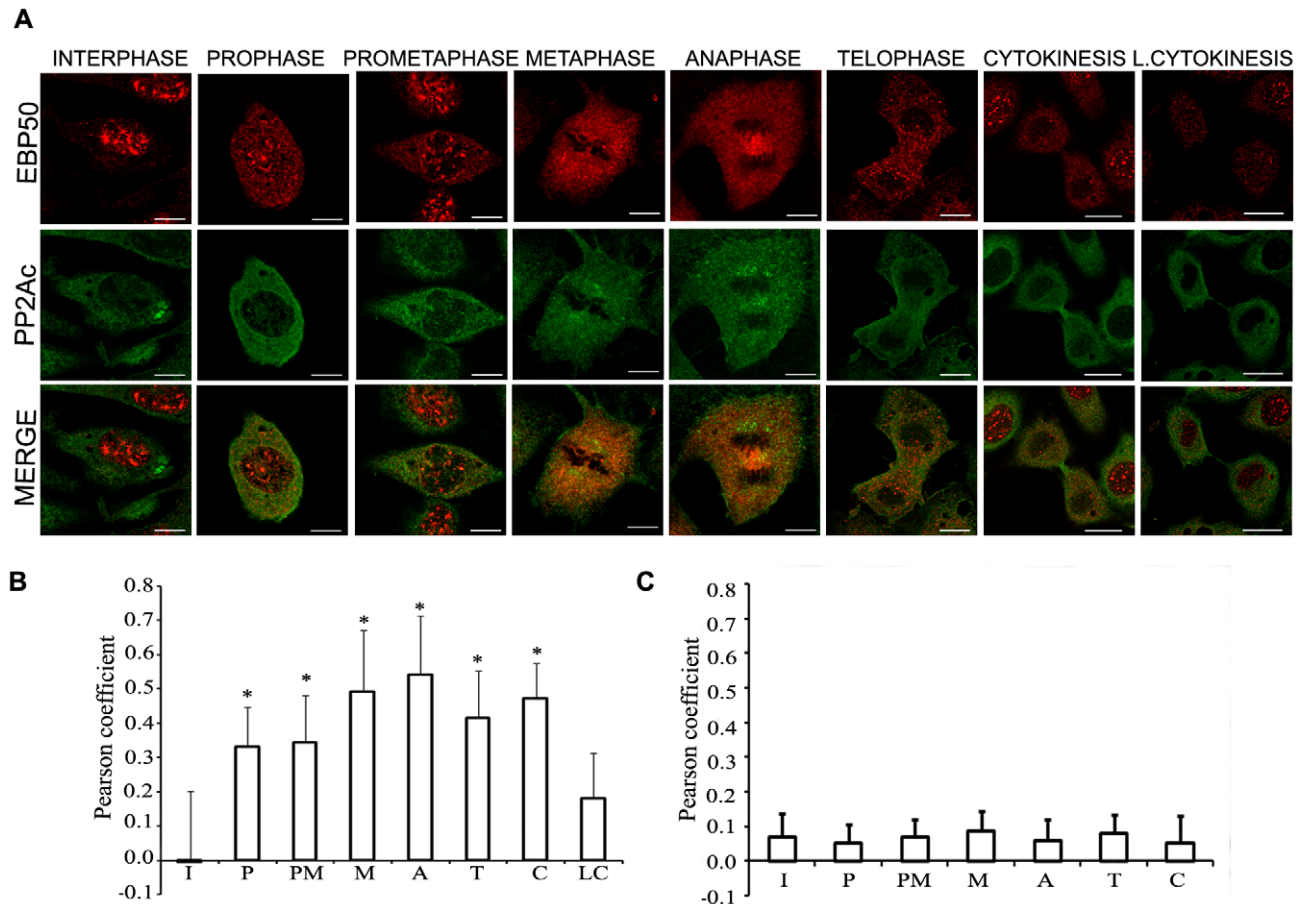 A
INTERPHASE PROPHASE PROMETAPHASE METAPHASE ANAPHASE TELOPHASE CYTOKINESIS L.CYTOKINESIS
EBP50
PP2Ac
MERGE
B
Pearson coefficient
0.8
0.7
0.6
0.5
0.4
0.3
0.2
0.1
0.0
-0.1
* * * * * *
I P PM M A T C LC
C
Pearson coefficient
0.8
0.7
0.6
0.5
0.4
0.3
0.2
0.1
0.0
-0.1
I P PM M A T C